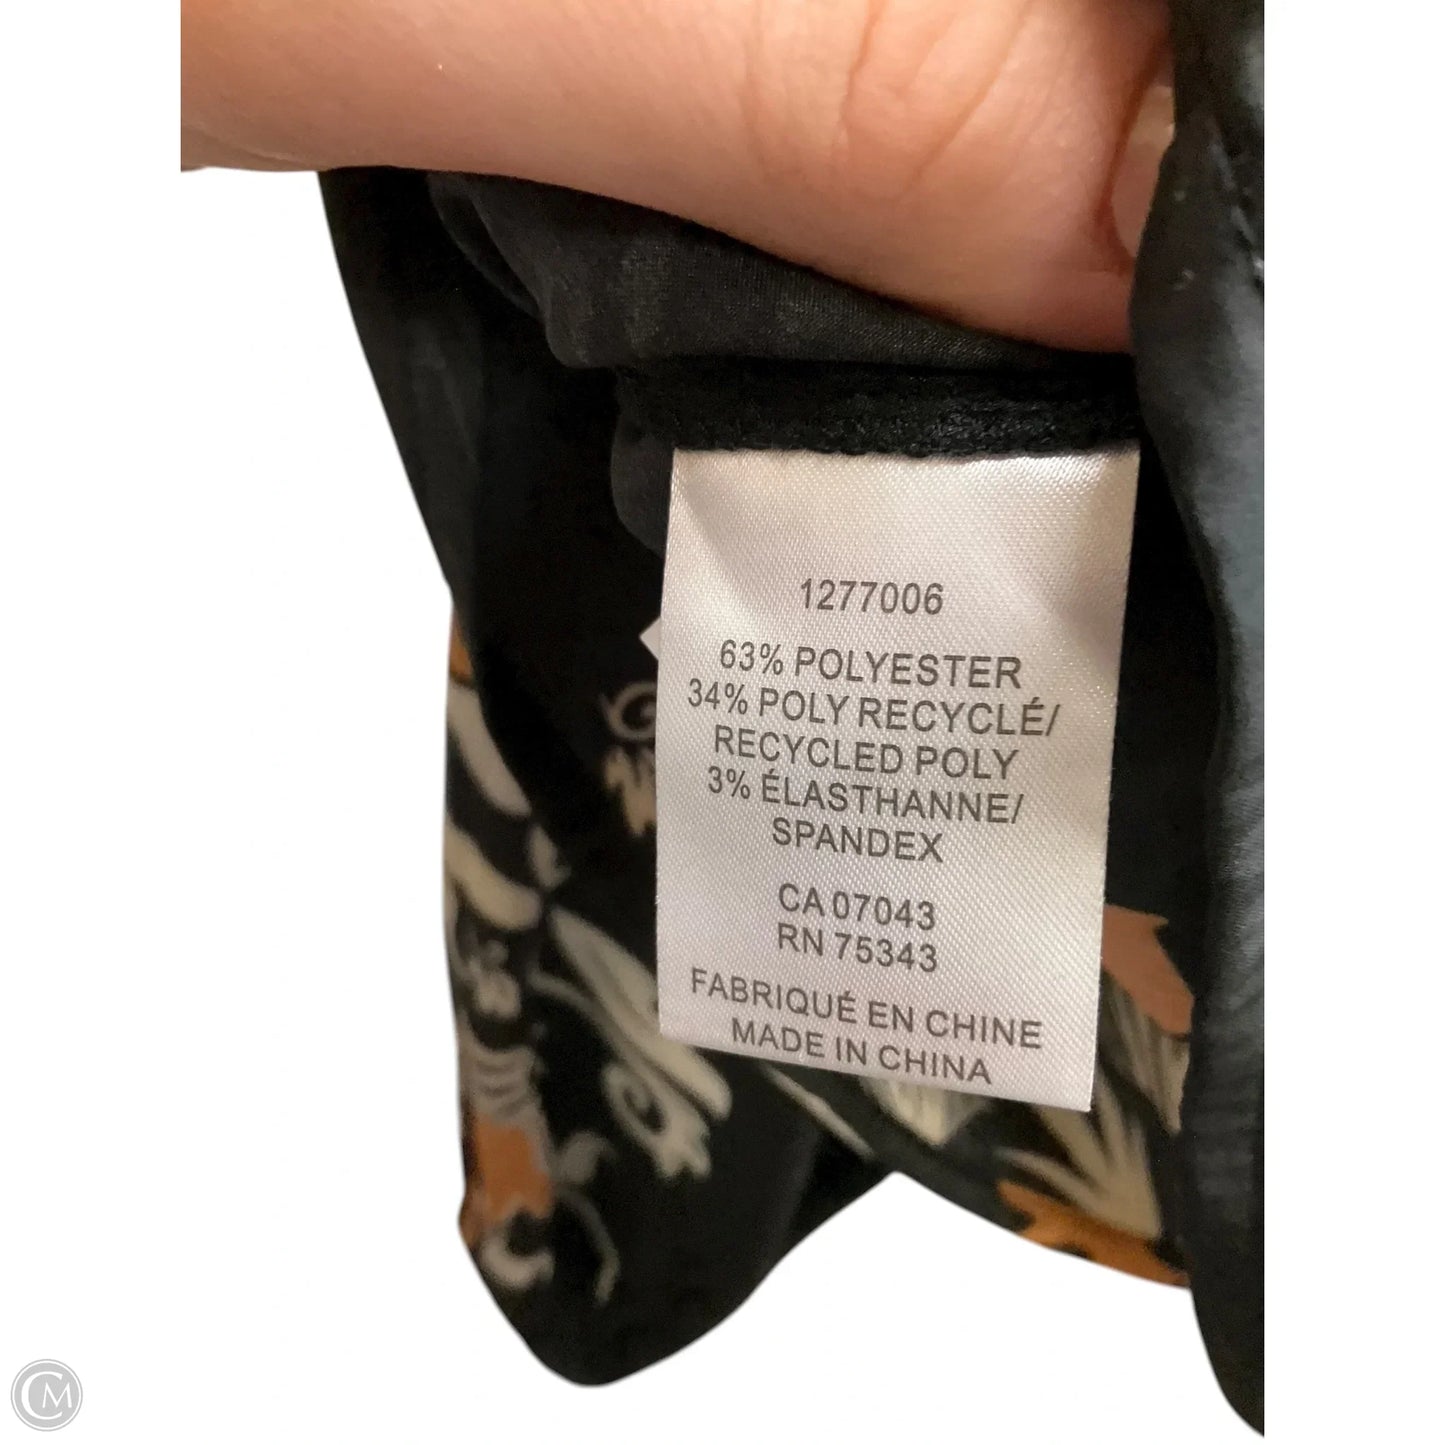 1277006
63% POLYESTER
34% POLY RECYCLÉ/
RECYCLED POLY
3% ÉLASTHANNE/
SPANDEX
CA 07043
RN 75343
FABRIQUÉ EN CHINE
MADE IN CHINA
CM